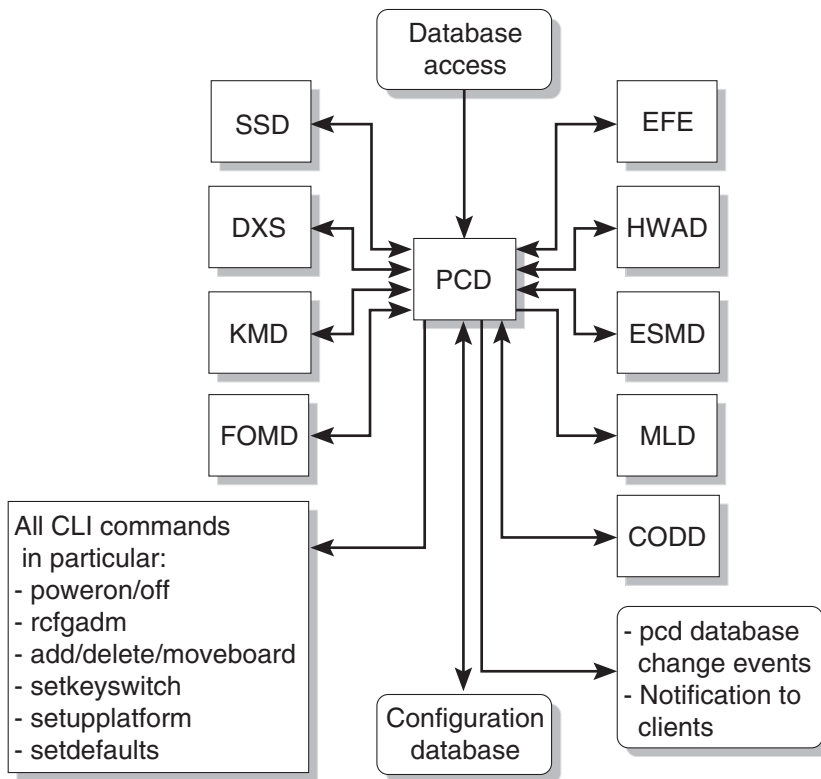 Database
access
SSD
EFE
DXS
HWAD
PCD
KMD
ESMD
FOMD
MLD
CODD
All CLI commands
in particular:
- poweron/off
- rcfgadm
- add/delete/moveboard
- setkeyswitch
- setupplatform
- setdefaults
Configuration
database
- pcd database
change events
- Notification to
clients